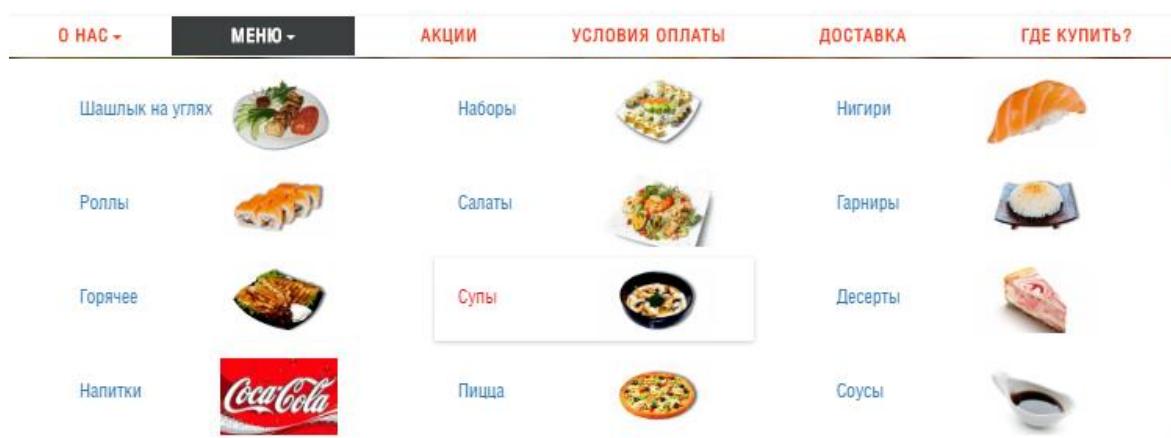 О НАС
МЕНЮ
АКЦИИ
УСЛОВИЯ ОПЛАТЫ
ДОСТАВКА
ГДЕ КУПИТЬ?
Шашлык на углях
Наборы
Нигири
Роллы
Салаты
Гарниры
Горячее
Супы
Десерты
Напитки
Coca-Cola
Пицца
Соусы